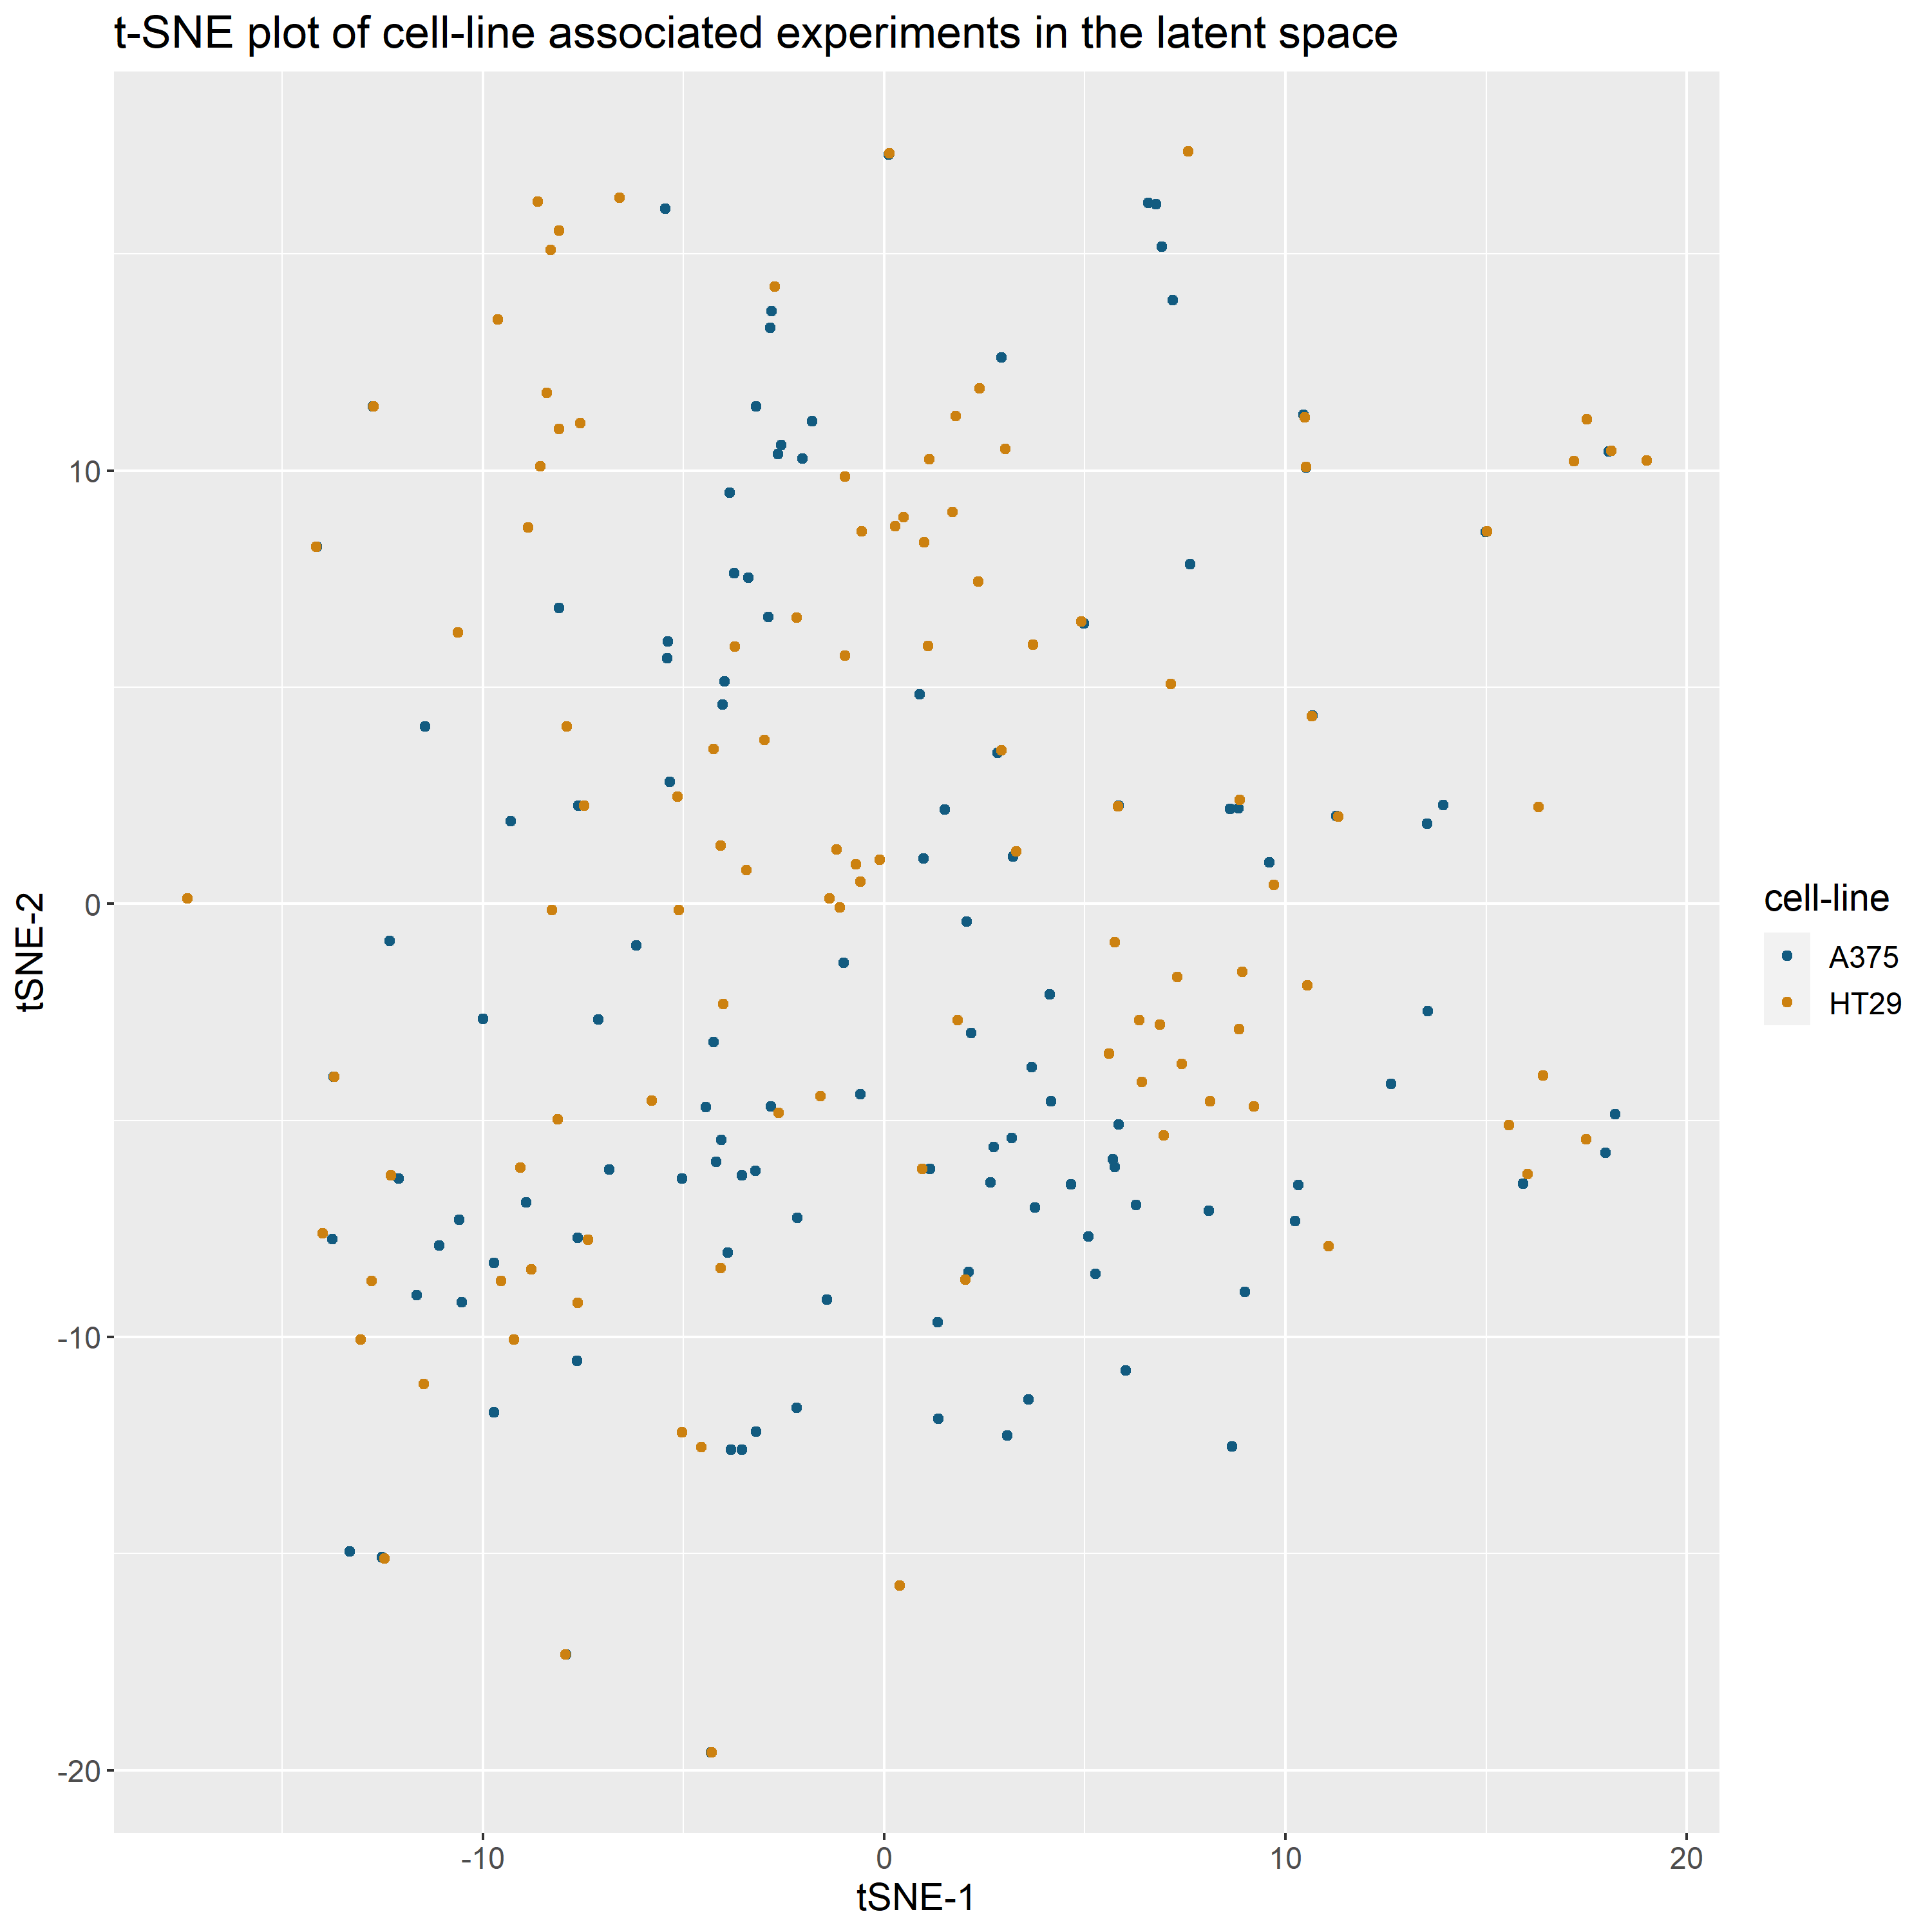 t-SNE plot of cell-line associated experiments in the latent space
10
0
-10
-20
tSNE-2
-10
0
10
20
tSNE-1
cell-line
A375
HT29